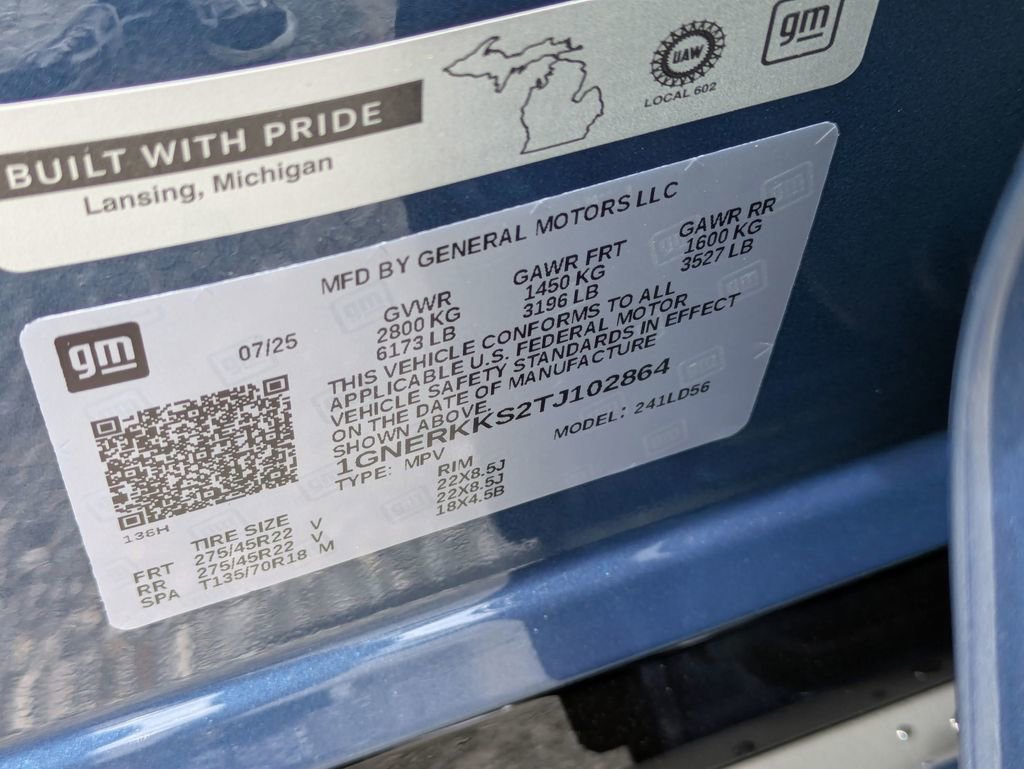 BUILT WITH PRIDE
Lansing, Michigan
UAW
LOCAL 602
gm
MFD BY GENERAL MOTORS LLC
gm
07/25
GVWR
2800 KG
6173 LB
GAWR FRT
1450 KG
3196 LB
GAWR RR
1600 KG
3527 LB
THIS VEHICLE CONFORMS TO ALL
APPLICABLE U.S. FEDERAL MOTOR
VEHICLE SAFETY STANDARDS IN EFFECT
ON THE DATE OF MANUFACTURE
SHOWN ABOVE.
1GNERKKS2TJ102864
TYPE: MPV
MODEL: 241LD56
136H
TIRE SIZE RIM
FRT 275/45R22 V 22X8.5J
RR 275/45R22 V 22X8.5J
SPA T135/70R18 M 18X4.5B